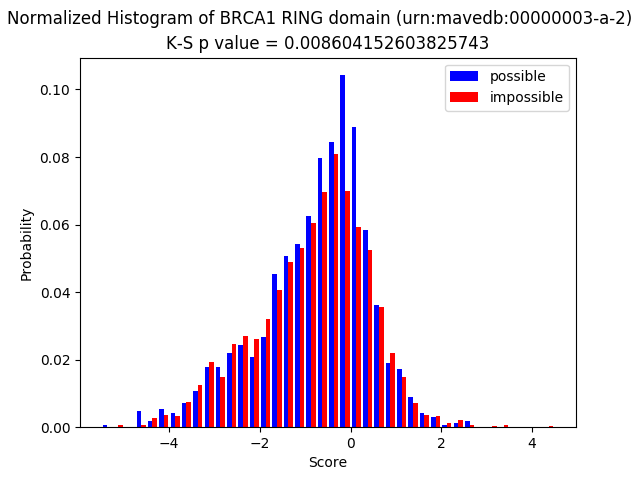 Normalized Histogram of BRCA1 RING domain (urn:mavedb:00000003-a-2)
K-S p value = 0.008604152603825743
possible
impossible
0.10
0.08
0.06
0.04
0.02
0.00
Probability
−4
−2
0
2
4
Score